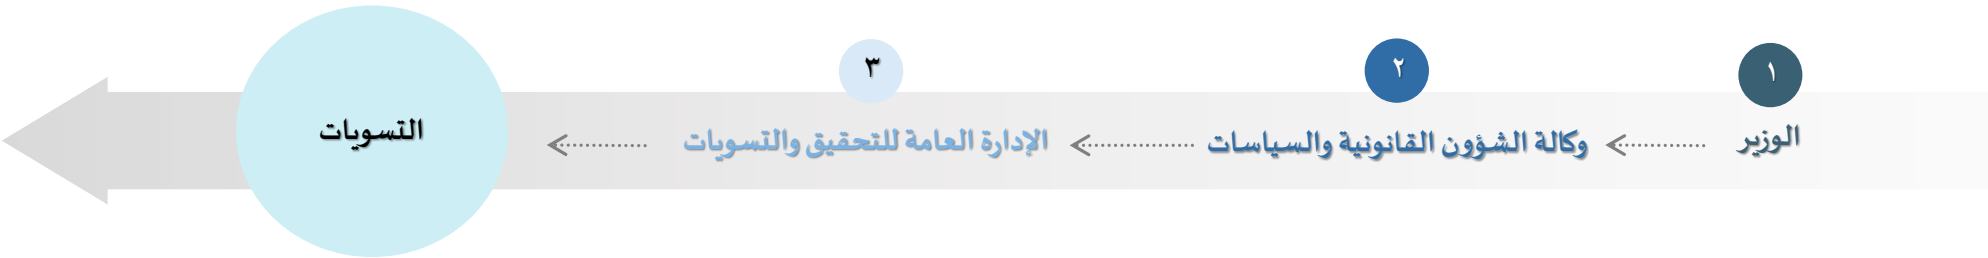 ١
الوزير
٢
وكالة الشؤون القانونية والسياسات
٣
الإدارة العامة للتحقيق والتسويات
التسويات